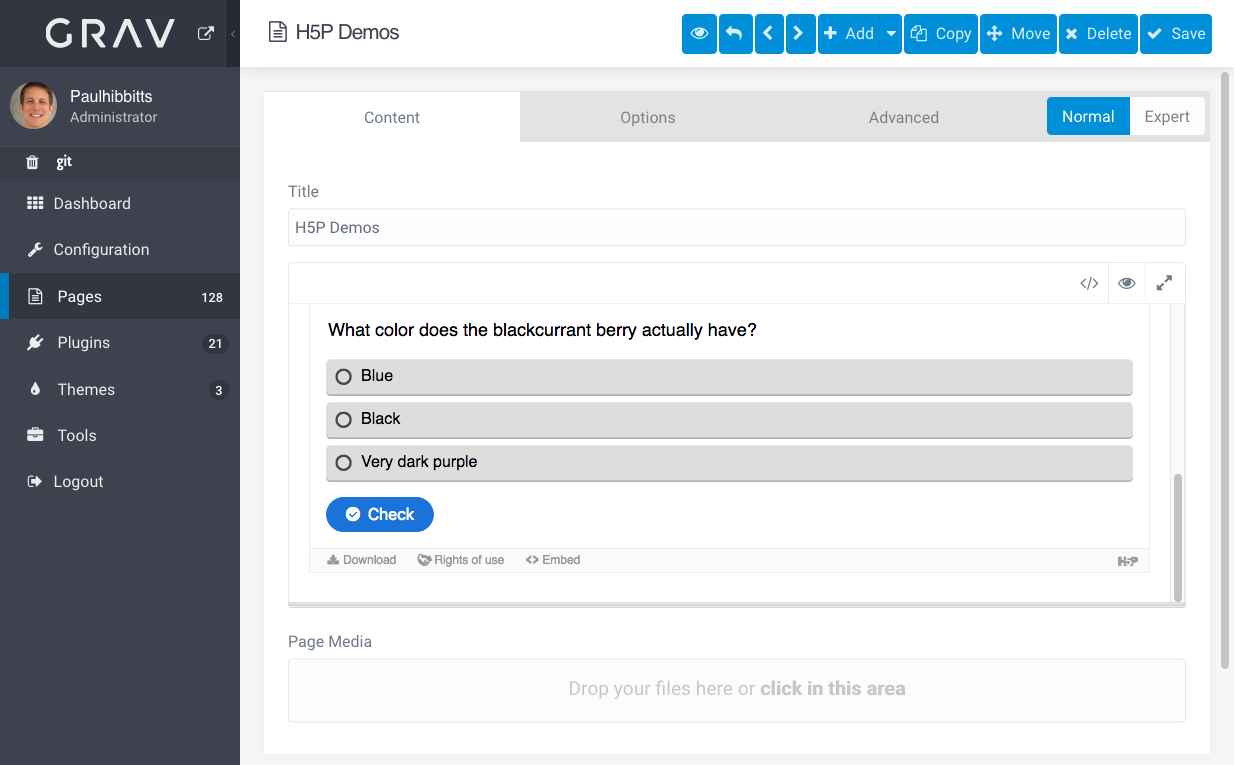 GRAV
Paulhibbitts
Administrator
git
Dashboard
Configuration
Pages 128
Plugins 21
Themes 3
Tools
Logout
H5P Demos
Add Copy Move Delete Save
Content Options Advanced Normal Expert
Title
H5P Demos
</>
What color does the blackcurrant berry actually have?
Blue
Black
Very dark purple
Check
Download Rights of use <> Embed H5P
Page Media
Drop your files here or click in this area